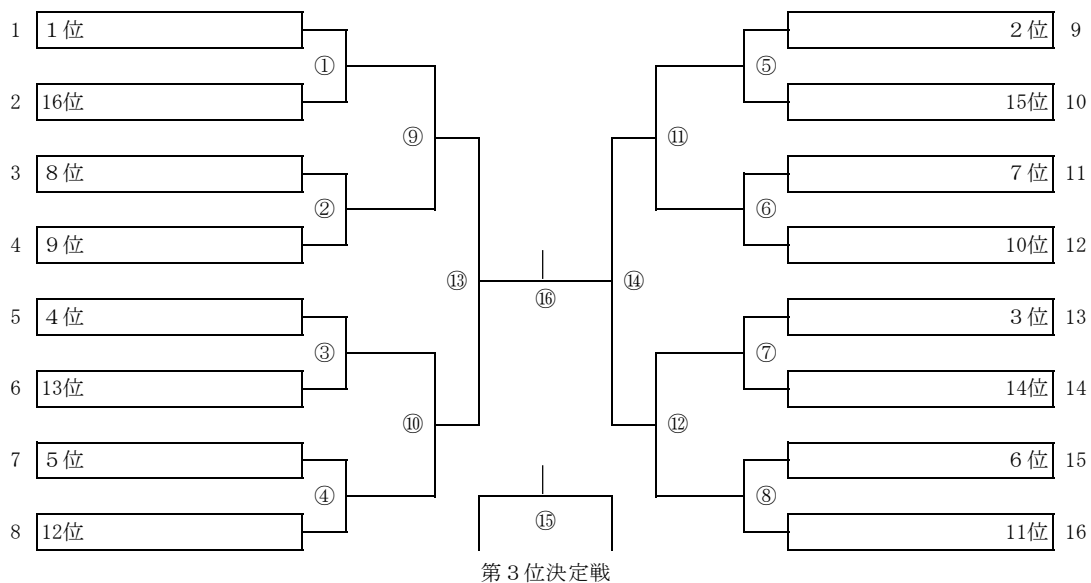 1 １位 ２位 9
① ⑤
2 16位 15位 10
⑨ ⑪
3 ８位 ７位 11
② ⑥
4 ９位 10位 12
⑬ ⑯ ⑭
5 ４位 ３位 13
③ ⑦
6 13位 14位 14
⑩ ⑫
7 ５位 ６位 15
④ ⑧
8 12位 ⑮ 11位 16
第３位決定戦